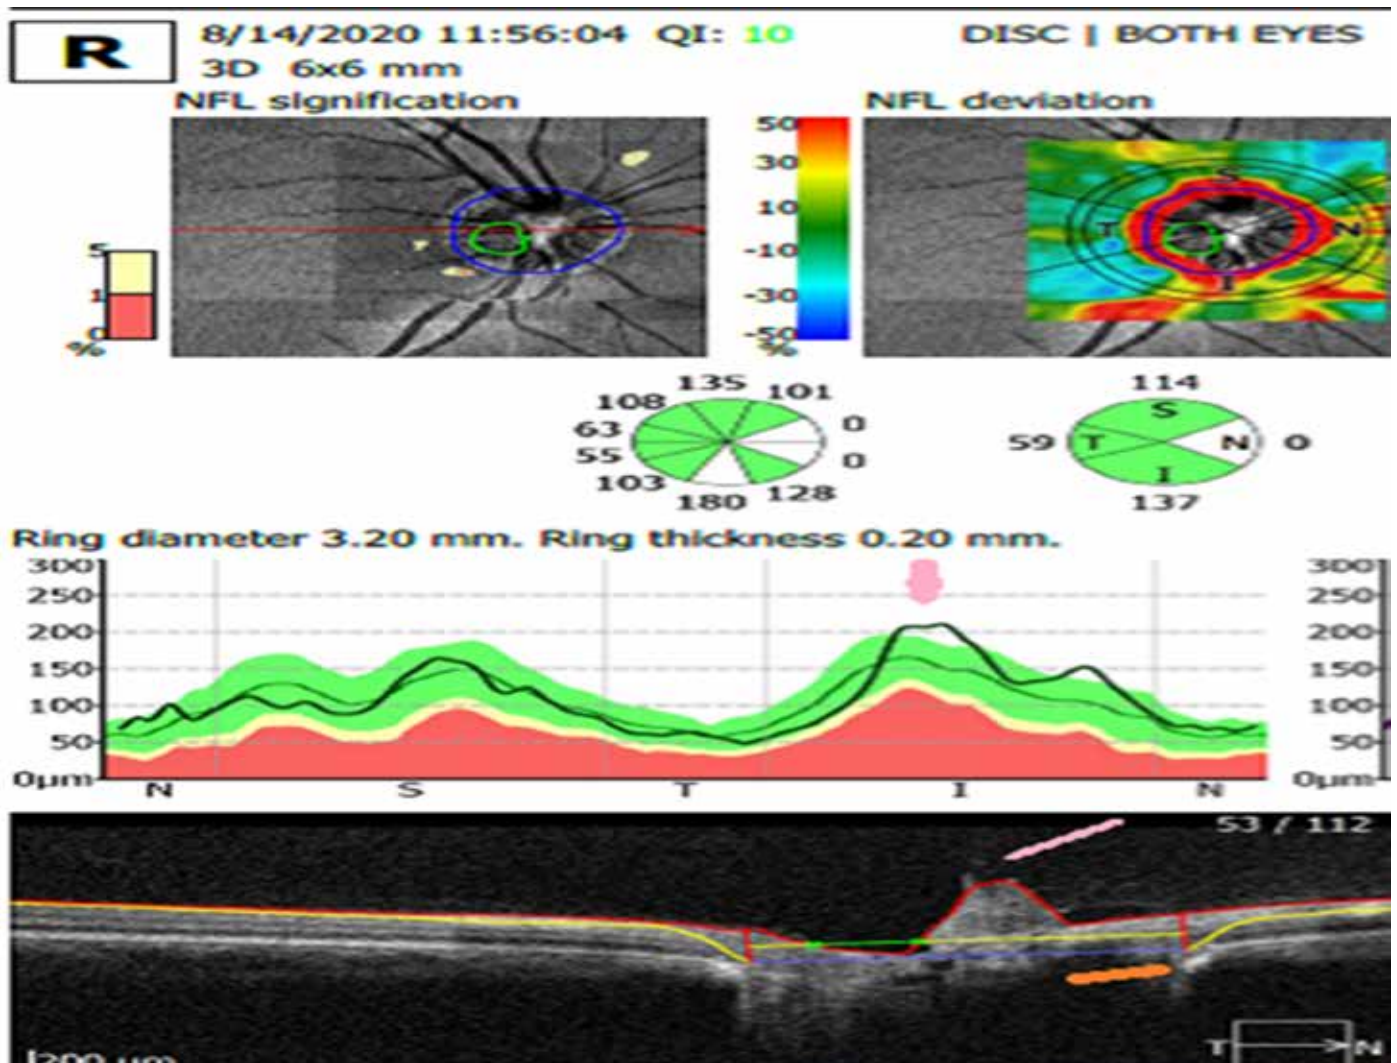 R
8/14/2020 11:56:04 QI: 10 DISC | BOTH EYES
3D 6x6 mm
NFL signification NFL deviation
50
30
10
-10
-30
-50
%
5
1
0
%
S
T N
I
135
108 101
63 0
55 0
103 128
180
114
S
59 T N 0
I
137
Ring diameter 3.20 mm. Ring thickness 0.20 mm.
300 300
250 250
200 200
150 150
100 100
50 50
0µm 0µm
N S T I N
53 / 112
T N
200 µm